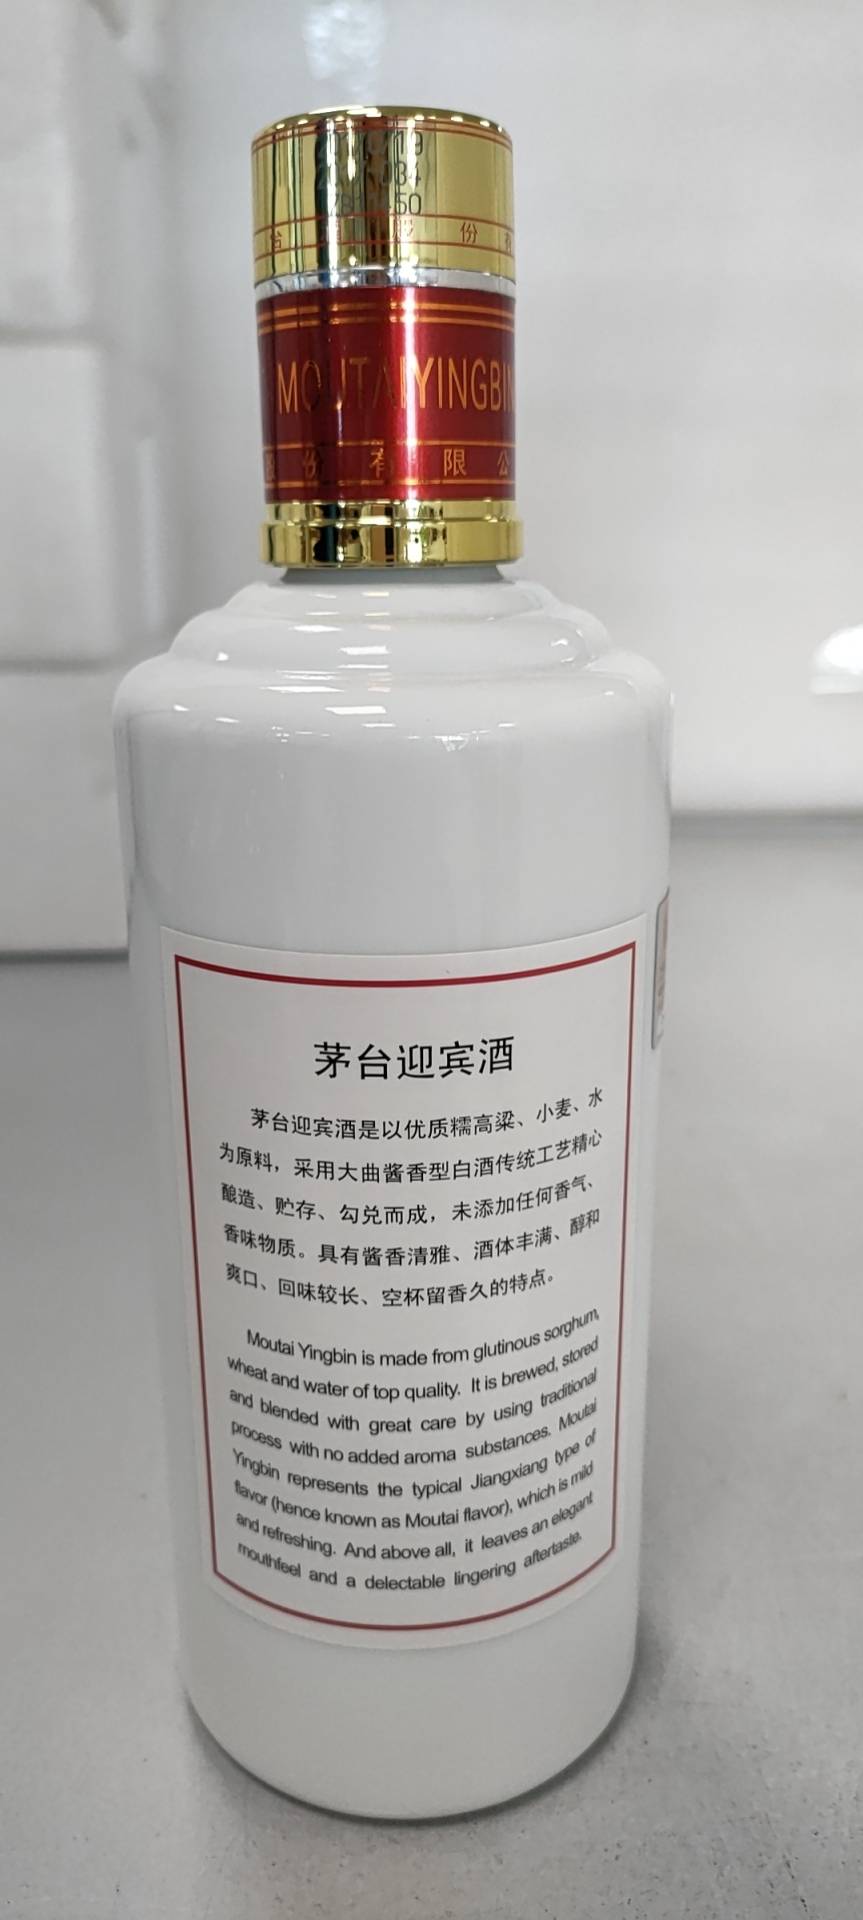 份
MOUTAIYINGBIN
份有限公
茅台迎宾酒
茅台迎宾酒是以优质糯高粱、小麦、水
为原料，采用大曲酱香型白酒传统工艺精心
酿造、贮存、勾兑而成，未添加任何香气、
香味物质。具有酱香清雅、酒体丰满、醇和
爽口、回味较长、空杯留香久的特点。
Moutai Yingbin is made from glutinous sorghum,
wheat and water of top quality. It is brewed, stored
and blended with great care by using traditional
process with no added aroma substances. Moutai
Yingbin represents the typical Jiangxiang type of
flavor (hence known as Moutai flavor), which is mild
and refreshing. And above all, it leaves an elegant
mouthfeel and a delectable lingering aftertaste.